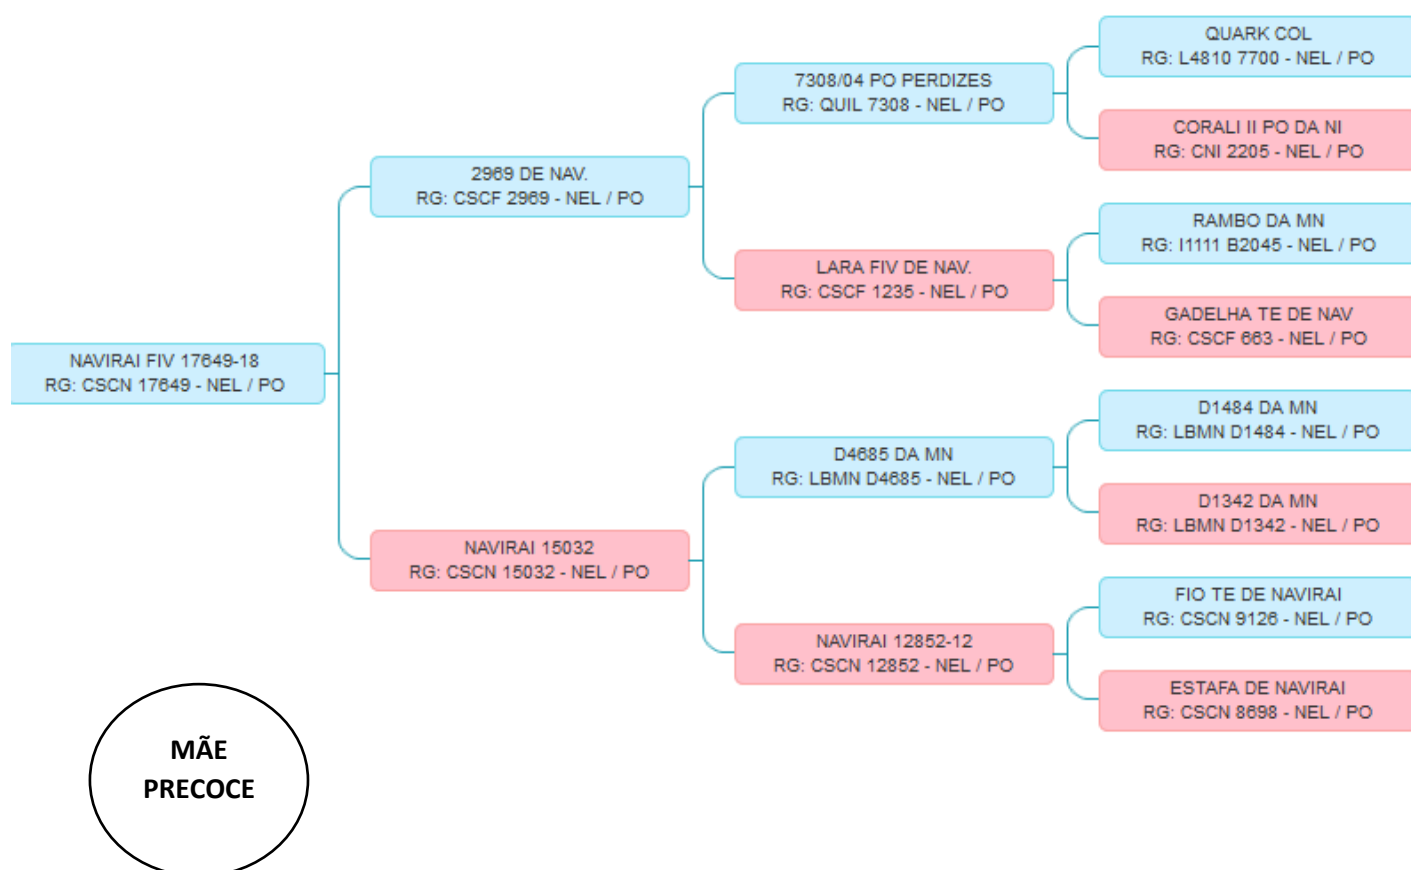 QUARK COL
RG: L4810 7700 - NEL / PO
7308/04 PO PERDIZES
RG: QUIL 7308 - NEL / PO
CORALI II PO DA NI
RG: CNI 2205 - NEL / PO
2969 DE NAV.
RG: CSCF 2969 - NEL / PO
RAMBO DA MN
RG: I1111 B2045 - NEL / PO
LARA FIV DE NAV.
RG: CSCF 1235 - NEL / PO
GADELHA TE DE NAV
RG: CSCF 663 - NEL / PO
NAVIRAI FIV 17649-18
RG: CSCN 17649 - NEL / PO
D1484 DA MN
RG: LBMN D1484 - NEL / PO
D4685 DA MN
RG: LBMN D4685 - NEL / PO
D1342 DA MN
RG: LBMN D1342 - NEL / PO
NAVIRAI 15032
RG: CSCN 15032 - NEL / PO
FIO TE DE NAVIRAI
RG: CSCN 9126 - NEL / PO
NAVIRAI 12852-12
RG: CSCN 12852 - NEL / PO
ESTAFA DE NAVIRAI
RG: CSCN 8698 - NEL / PO
MÃE
PRECOCE